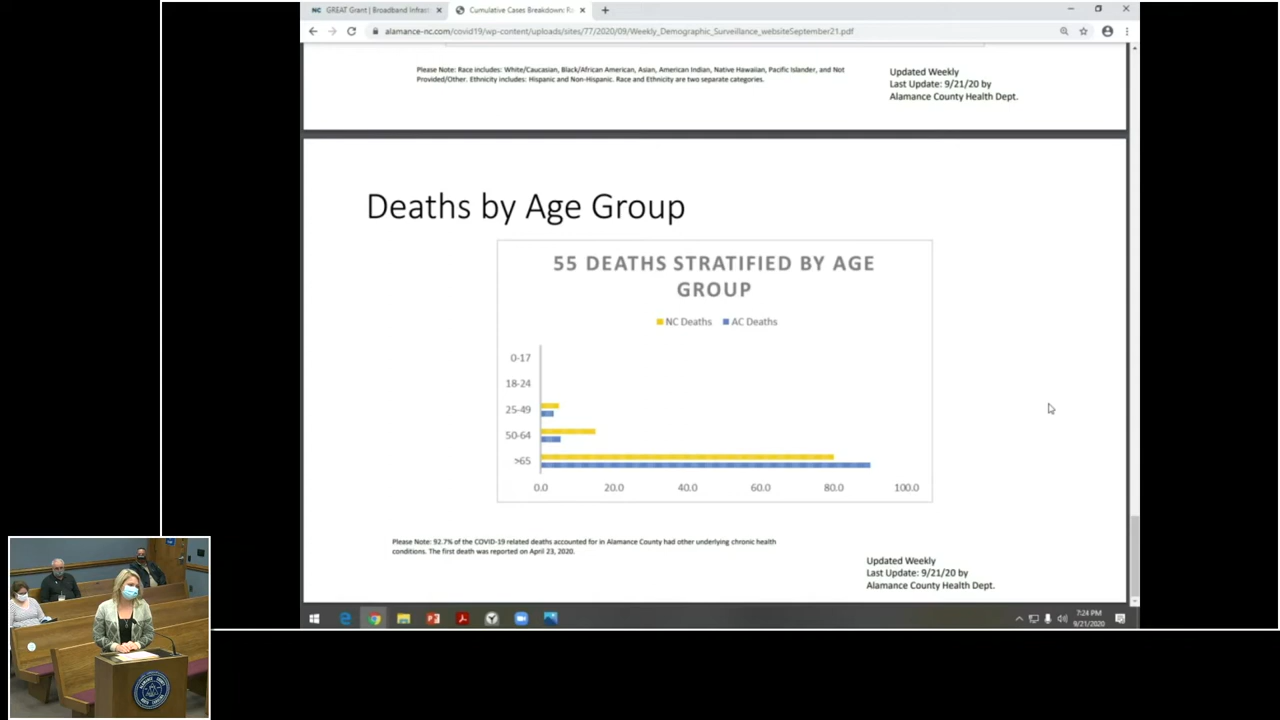 GREAT Grant | Broadband Infras
Cumulative Cases Breakdown: R
alamance-nc.com/covid19/wp-content/uploads/sites/77/2020/09/Weekly_Demographic_Surveillance_websiteSeptember21.pdf
Please Note: Race includes: White/Caucasian, Black/African American, Asian, American Indian, Native Hawaiian, Pacific Islander, and Not
Provided/Other. Ethnicity includes: Hispanic and Non-Hispanic. Race and Ethnicity are two separate categories.
Updated Weekly
Last Update: 9/21/20 by
Alamance County Health Dept.
Deaths by Age Group
55 DEATHS STRATIFIED BY AGE
GROUP
NC Deaths AC Deaths
0-17
18-24
25-49
50-64
>65
0.0 20.0 40.0 60.0 80.0 100.0
Please Note: 92.7% of the COVID-19 related deaths accounted for in Alamance County had other underlying chronic health
conditions. The first death was reported on April 23, 2020.
Updated Weekly
Last Update: 9/21/20 by
Alamance County Health Dept.
7:24 PM
9/21/2020